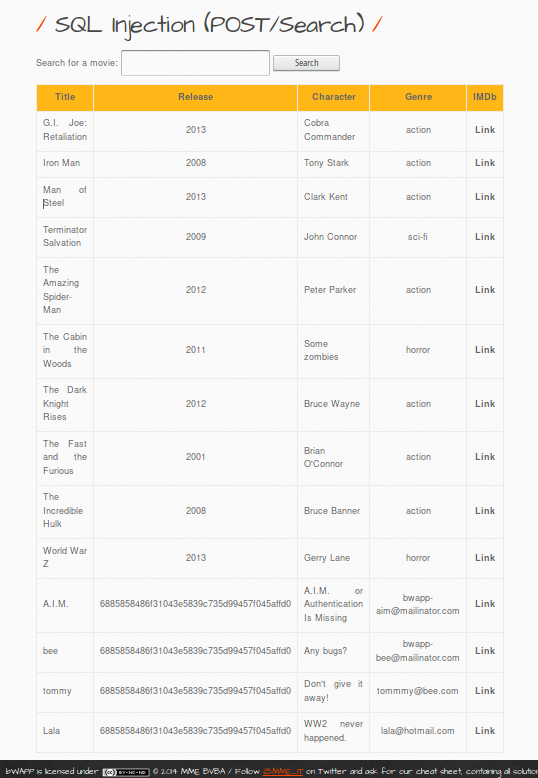 / SQL Injection (POST/Search) /
Search for a movie: Search
Title Release Character Genre IMDb
G.I. Joe: Retaliation 2013 Cobra Commander action Link
Iron Man 2008 Tony Stark action Link
Man of Steel 2013 Clark Kent action Link
Terminator Salvation 2009 John Connor sci-fi Link
The Amazing Spider-Man 2012 Peter Parker action Link
The Cabin in the Woods 2011 Some zombies horror Link
The Dark Knight Rises 2012 Bruce Wayne action Link
The Fast and the Furious 2001 Brian O'Connor action Link
The Incredible Hulk 2008 Bruce Banner action Link
World War Z 2013 Gerry Lane horror Link
A.I.M. 6885858486f31043e5839c735d99457f045affd0 A.I.M. or Authentication Is Missing bwapp-aim@mailinator.com Link
bee 6885858486f31043e5839c735d99457f045affd0 Any bugs? bwapp-bee@mailinator.com Link
tommy 6885858486f31043e5839c735d99457f045affd0 Don't give it away! tommmy@bee.com Link
Lala 6885858486f31043e5839c735d99457f045affd0 WW2 never happened. lala@hotmail.com Link
bWAPP is licensed under cc BY-NC-ND © 2014 MME BVBA / Follow @MME_IT on Twitter and ask for our cheat sheet, containing all solution